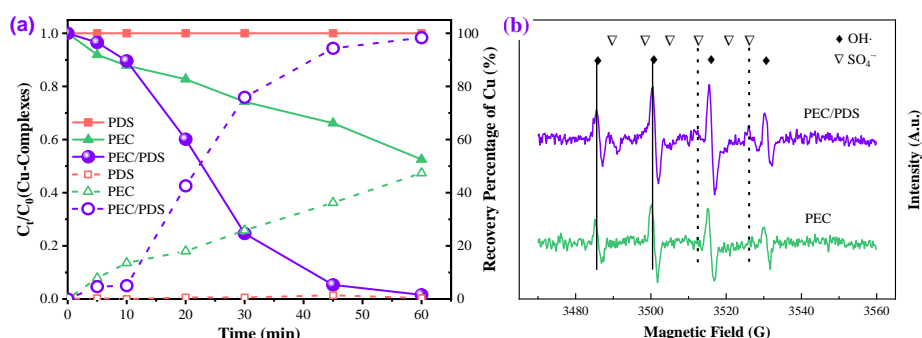 (a)
C_t/C_0(Cu-Complexes)
1.0
0.8
0.6
0.4
0.2
0.0
PDS
PEC
PEC/PDS
PDS
PEC
PEC/PDS
100
80
60
40
20
0
Recovery Percentage of Cu (%)
0 10 20 30 40 50 60
Time (min)
(b)
OH·
SO₄·⁻
PEC/PDS
PEC
Intensity (A.u.)
3480 3500 3520 3540 3560
Magnetic Field (G)